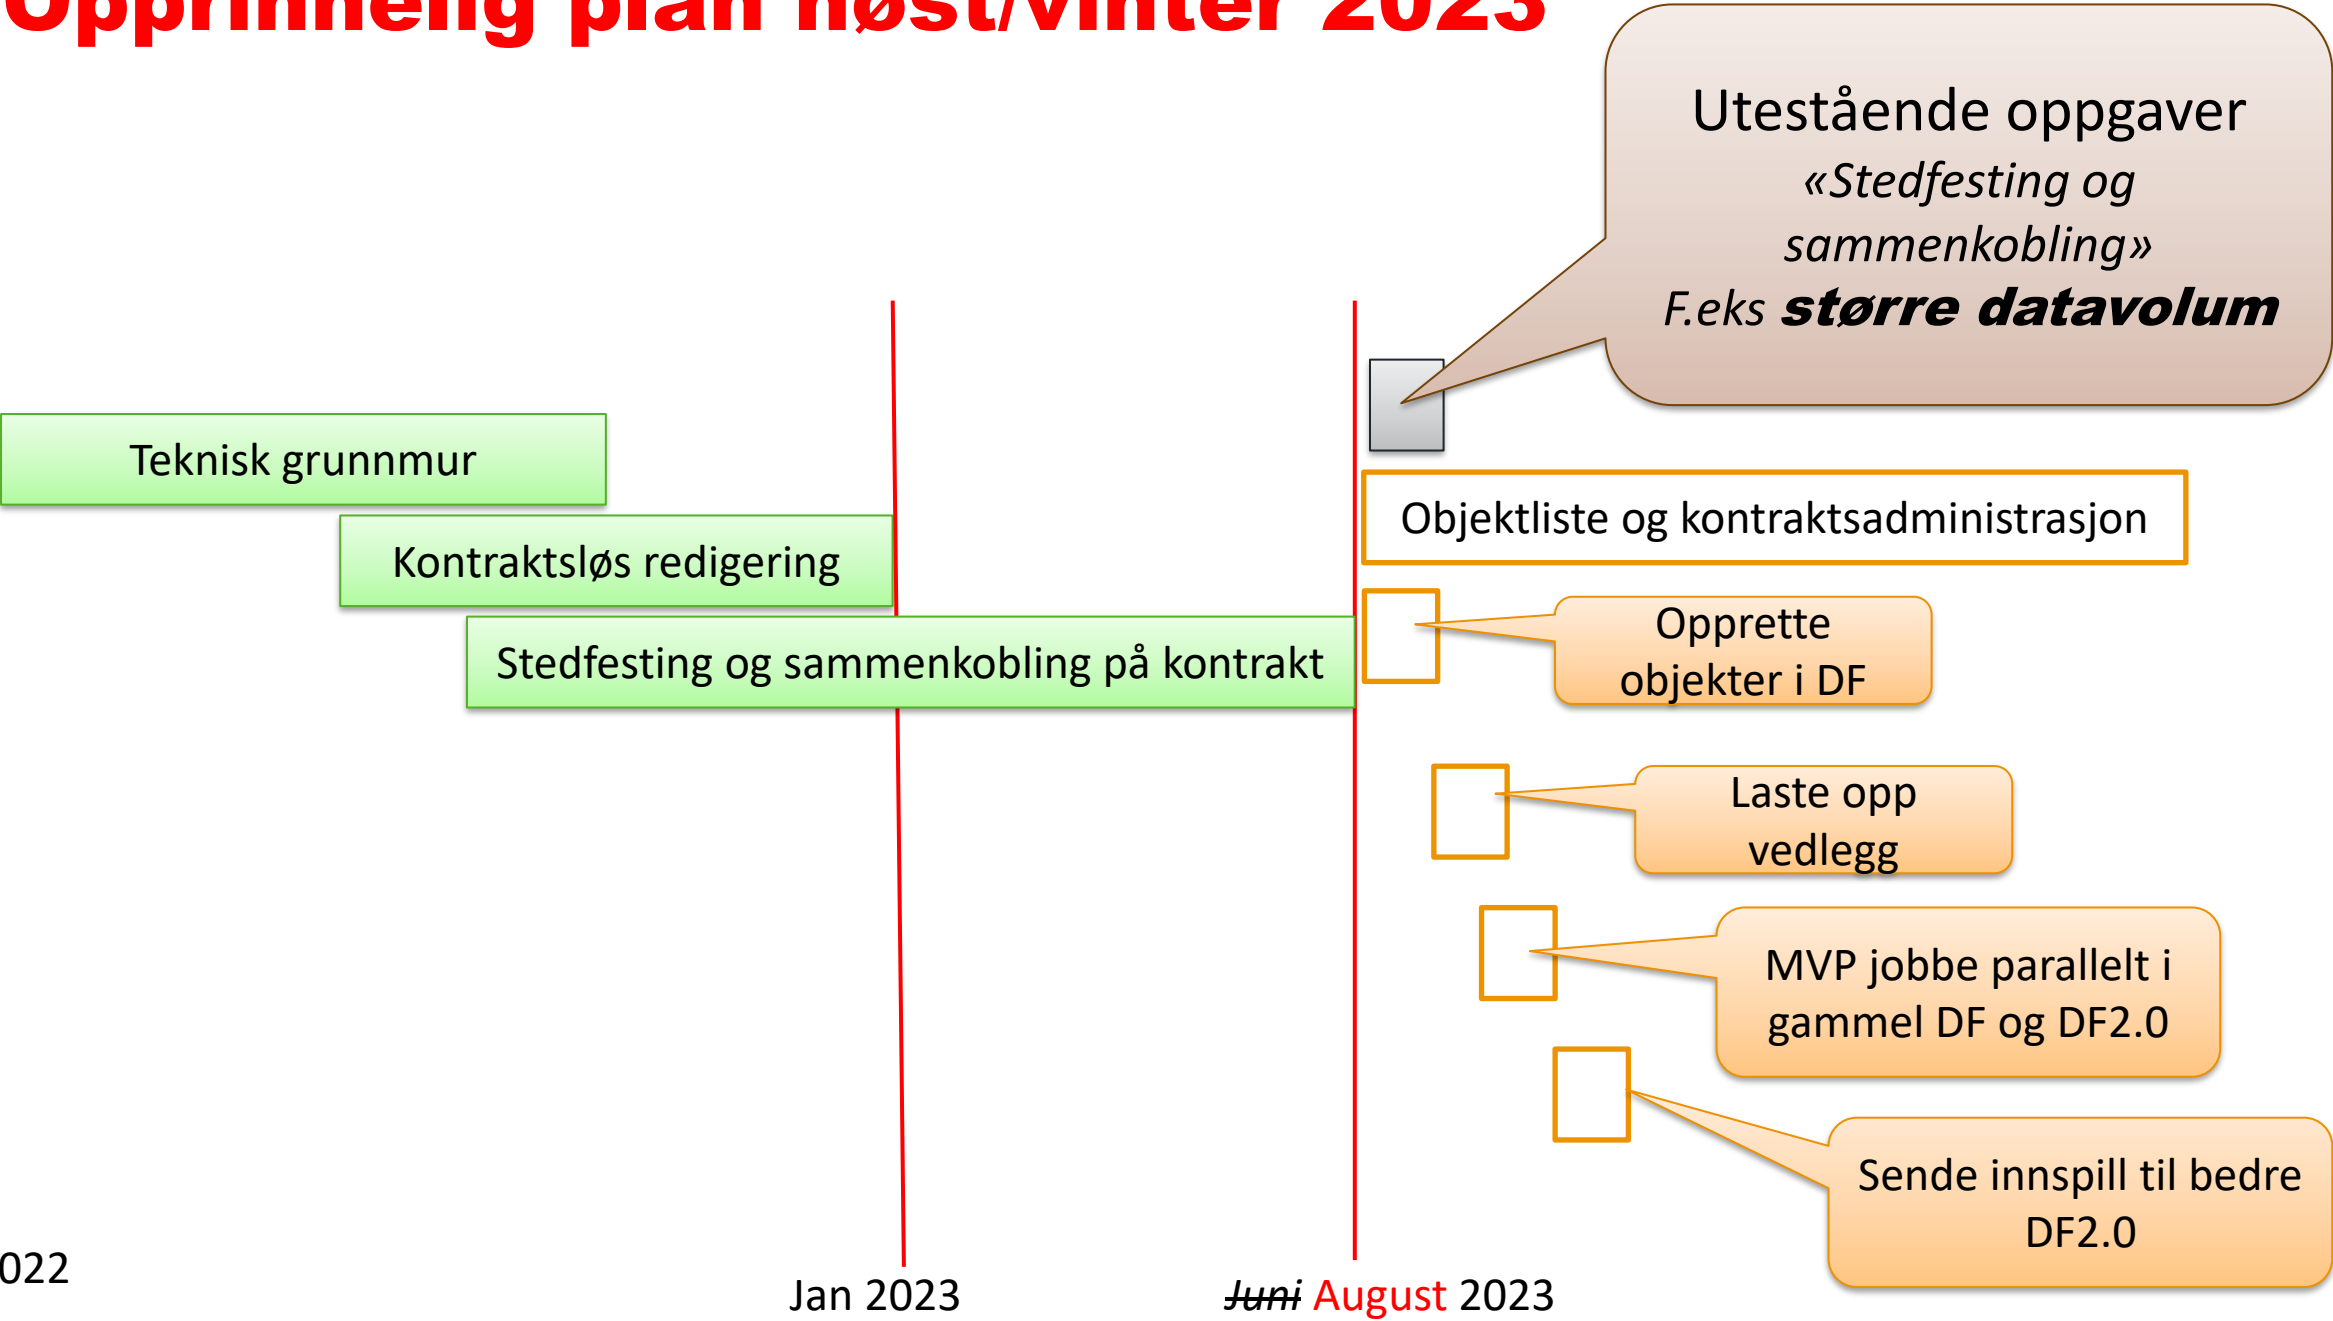 Opprinnelig plan høst/vinter 2023
Utestående oppgaver
«Stedfesting og
sammenkobling»
F.eks større datavolum
Teknisk grunnmur
Objektliste og kontraktsadministrasjon
Kontraktsløs redigering
Opprette
objekter i DF
Stedfesting og sammenkobling på kontrakt
Laste opp
vedlegg
MVP jobbe parallelt i
gammel DF og DF2.0
Sende innspill til bedre
DF2.0
022
Jan 2023
Juni August 2023